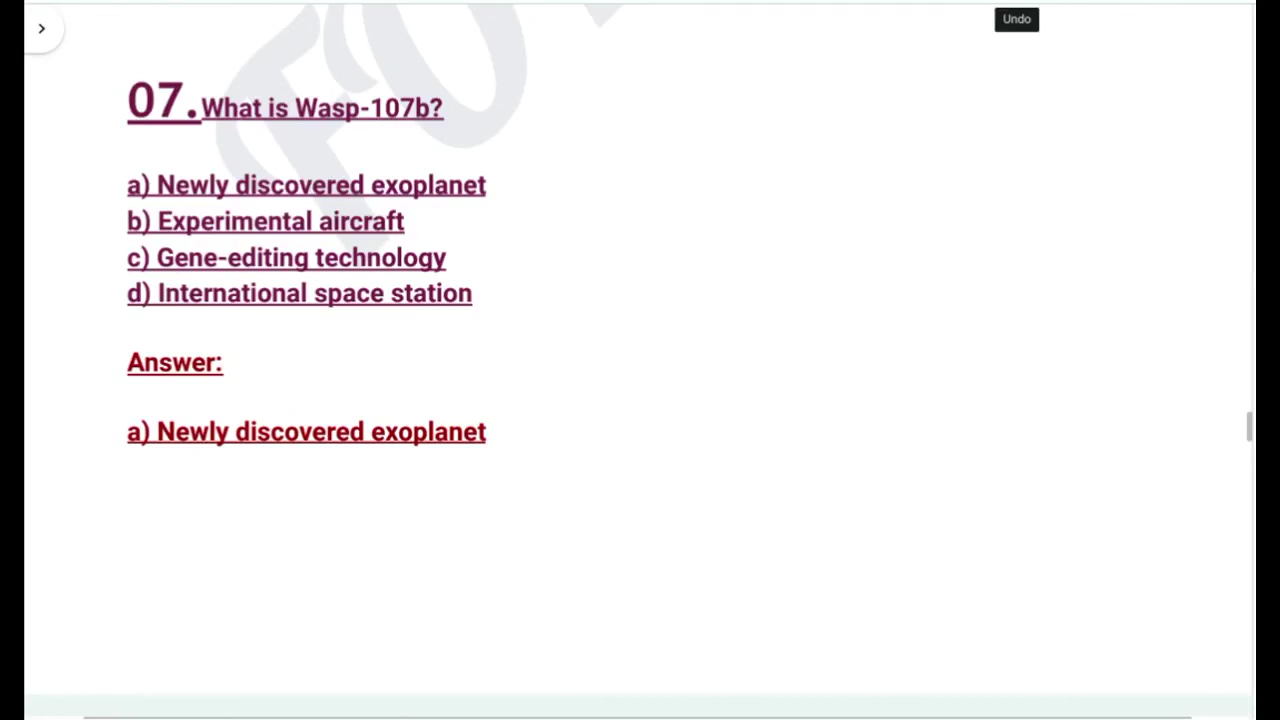 Undo
07.What is Wasp-107b?
a) Newly discovered exoplanet
b) Experimental aircraft
c) Gene-editing technology
d) International space station
Answer:
a) Newly discovered exoplanet